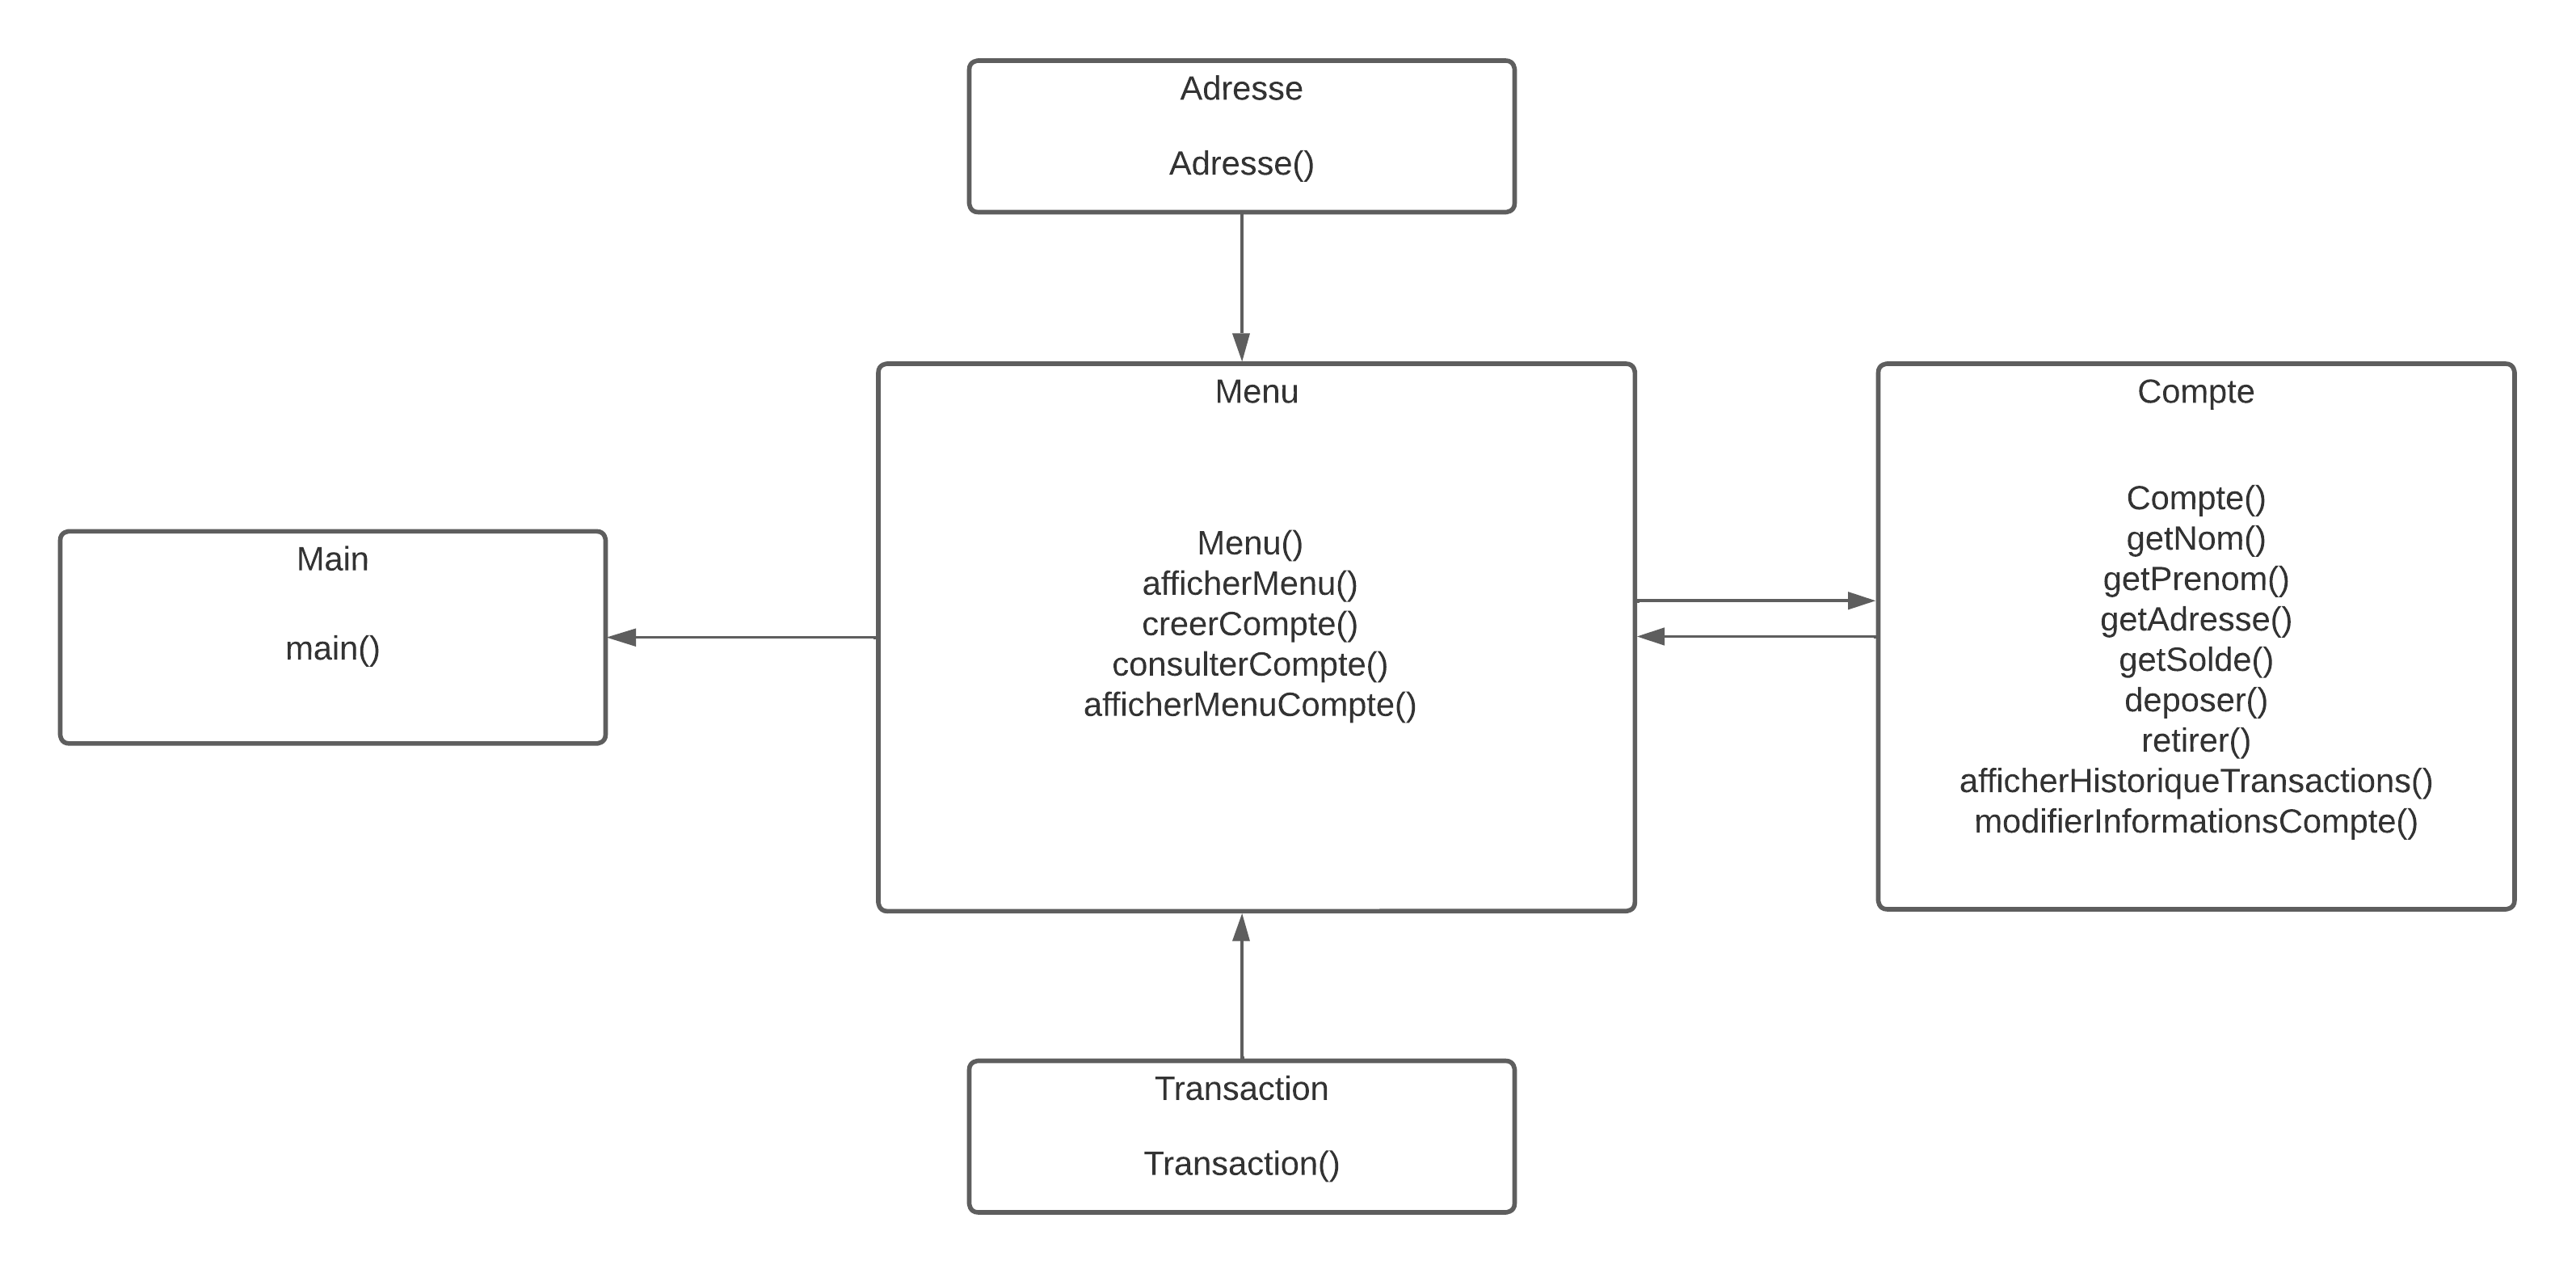 Adresse
Adresse()
Menu
Menu()
afficherMenu()
creerCompte()
consulterCompte()
afficherMenuCompte()
Compte
Compte()
getNom()
getPrenom()
getAdresse()
getSolde()
deposer()
retirer()
afficherHistoriqueTransactions()
modifierInformationsCompte()
Main
main()
Transaction
Transaction()